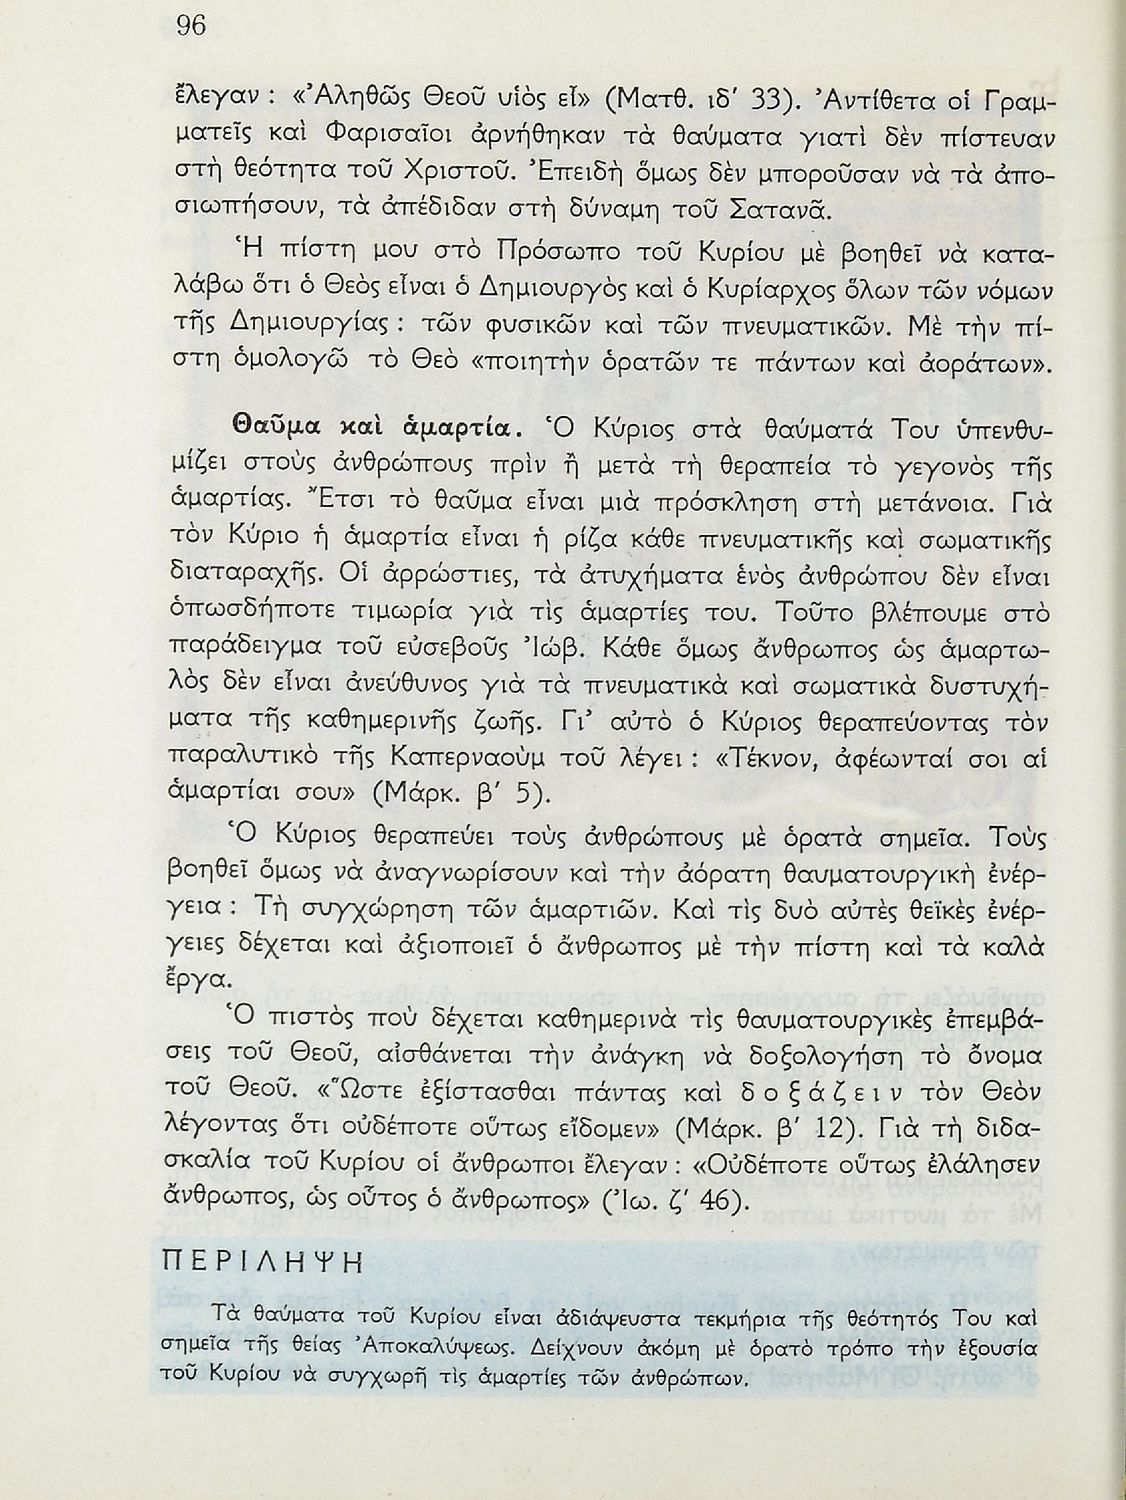 96
ἔλεγαν : «Ἀληθῶς Θεοῦ υἱὸς εἶ» (Ματθ. ιδ′ 33). Ἀντίθετα οἱ Γραμ-
ματεῖς καὶ Φαρισαῖοι ἀρνήθηκαν τὰ θαύματα γιατὶ δὲν πίστευαν
στὴ θεότητα τοῦ Χριστοῦ. Ἐπειδὴ ὅμως δὲν μποροῦσαν νὰ τὰ ἀπο-
σιωπήσουν, τὰ ἀπέδιδαν στὴ δύναμη τοῦ Σατανᾶ.
Ἡ πίστη μου στὸ Πρόσωπο τοῦ Κυρίου μὲ βοηθεῖ νὰ κατα-
λάβω ὅτι ὁ Θεὸς εἶναι ὁ Δημιουργὸς καὶ ὁ Κυρίαρχος ὅλων τῶν νόμων
τῆς Δημιουργίας : τῶν φυσικῶν καὶ τῶν πνευματικῶν. Μὲ τὴν πί-
στη ὁμολογῶ τὸ Θεὸ «ποιητὴν ὁρατῶν τε πάντων καὶ ἀοράτων».
Θαῦμα καὶ ἁμαρτία. Ὁ Κύριος στὰ θαύματά Του ὑπενθυ-
μίζει στοὺς ἀνθρώπους πρὶν ἢ μετὰ τὴ θεραπεία τὸ γεγονὸς τῆς
ἁμαρτίας. Ἔτσι τὸ θαῦμα εἶναι μιὰ πρόσκληση στὴ μετάνοια. Γιὰ
τὸν Κύριο ἡ ἁμαρτία εἶναι ἡ ρίζα κάθε πνευματικῆς καὶ σωματικῆς
διαταραχῆς. Οἱ ἀρρώστιες, τὰ ἀτυχήματα ἑνὸς ἀνθρώπου δὲν εἶναι
ὁπωσδήποτε τιμωρία γιὰ τὶς ἁμαρτίες του. Τοῦτο βλέπουμε στὸ
παράδειγμα τοῦ εὐσεβοῦς Ἰώβ. Κάθε ὅμως ἄνθρωπος ὡς ἁμαρτω-
λὸς δὲν εἶναι ἀνεύθυνος γιὰ τὰ πνευματικὰ καὶ σωματικὰ δυστυχή-
ματα τῆς καθημερινῆς ζωῆς. Γι’ αὐτὸ ὁ Κύριος θεραπεύοντας τὸν
παραλυτικὸ τῆς Καπερναοὺμ τοῦ λέγει : «Τέκνον, ἀφέωνταί σοι αἱ
ἁμαρτίαι σου» (Μάρκ. β′ 5).
Ὁ Κύριος θεραπεύει τοὺς ἀνθρώπους μὲ ὁρατὰ σημεῖα. Τοὺς
βοηθεῖ ὅμως νὰ ἀναγνωρίσουν καὶ τὴν ἀόρατη θαυματουργικὴ ἐνέρ-
γεια : Τὴ συγχώρηση τῶν ἁμαρτιῶν. Καὶ τὶς δυὸ αὐτὲς θεϊκὲς ἐνέρ-
γειες δέχεται καὶ ἀξιοποιεῖ ὁ ἄνθρωπος μὲ τὴν πίστη καὶ τὰ καλὰ
ἔργα.
Ὁ πιστὸς ποὺ δέχεται καθημερινὰ τὶς θαυματουργικὲς ἐπεμβά-
σεις τοῦ Θεοῦ, αἰσθάνεται τὴν ἀνάγκη νὰ δοξολογήση τὸ ὄνομα
τοῦ Θεοῦ. «Ὥστε ἐξίστασθαι πάντας καὶ δ ο ξ ά ζ ε ι ν τὸν Θεὸν
λέγοντας ὅτι οὐδέποτε οὕτως εἴδομεν» (Μάρκ. β′ 12). Γιὰ τὴ διδα-
σκαλία τοῦ Κυρίου οἱ ἄνθρωποι ἔλεγαν : «Οὐδέποτε οὕτως ἐλάλησεν
ἄνθρωπος, ὡς οὗτος ὁ ἄνθρωπος» (Ἰω. ζ′ 46).
ΠΕΡΙΛΗΨΗ
Τὰ θαύματα τοῦ Κυρίου εἶναι ἀδιάψευστα τεκμήρια τῆς θεότητός Του καὶ
σημεῖα τῆς θείας Ἀποκαλύψεως. Δείχνουν ἀκόμη μὲ ὁρατὸ τρόπο τὴν ἐξουσία
τοῦ Κυρίου νὰ συγχωρῆ τὶς ἁμαρτίες τῶν ἀνθρώπων.